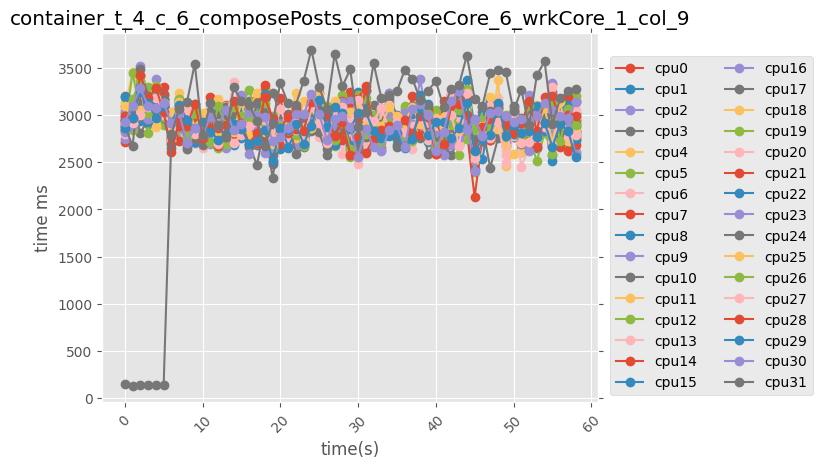 container_t_4_c_6_composePosts_composeCore_6_wrkCore_1_col_9
3500
3000
2500
2000
1500
1000
500
0
time ms
0
10
20
30
40
50
60
time(s)
cpu0
cpu1
cpu2
cpu3
cpu4
cpu5
cpu6
cpu7
cpu8
cpu9
cpu10
cpu11
cpu12
cpu13
cpu14
cpu15
cpu16
cpu17
cpu18
cpu19
cpu20
cpu21
cpu22
cpu23
cpu24
cpu25
cpu26
cpu27
cpu28
cpu29
cpu30
cpu31